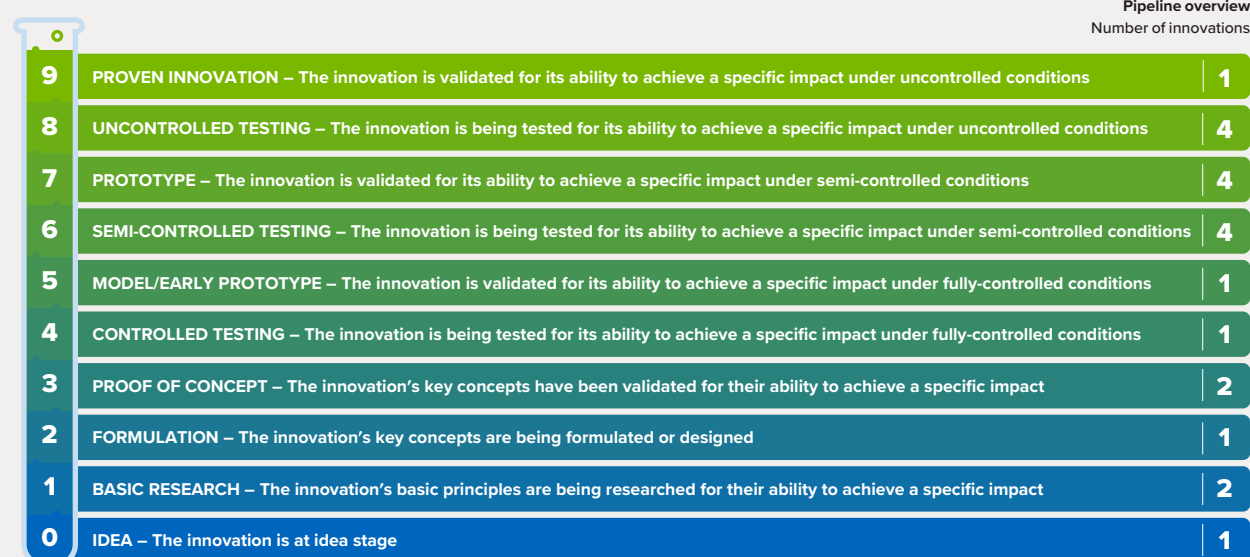 Pipeline overview
Number of innovations
9 PROVEN INNOVATION – The innovation is validated for its ability to achieve a specific impact under uncontrolled conditions 1
8 UNCONTROLLED TESTING – The innovation is being tested for its ability to achieve a specific impact under uncontrolled conditions 4
7 PROTOTYPE – The innovation is validated for its ability to achieve a specific impact under semi-controlled conditions 4
6 SEMI-CONTROLLED TESTING – The innovation is being tested for its ability to achieve a specific impact under semi-controlled conditions 4
5 MODEL/EARLY PROTOTYPE – The innovation is validated for its ability to achieve a specific impact under fully-controlled conditions 1
4 CONTROLLED TESTING – The innovation is being tested for its ability to achieve a specific impact under fully-controlled conditions 1
3 PROOF OF CONCEPT – The innovation’s key concepts have been validated for their ability to achieve a specific impact 2
2 FORMULATION – The innovation’s key concepts are being formulated or designed 1
1 BASIC RESEARCH – The innovation’s basic principles are being researched for their ability to achieve a specific impact 2
0 IDEA – The innovation is at idea stage 1